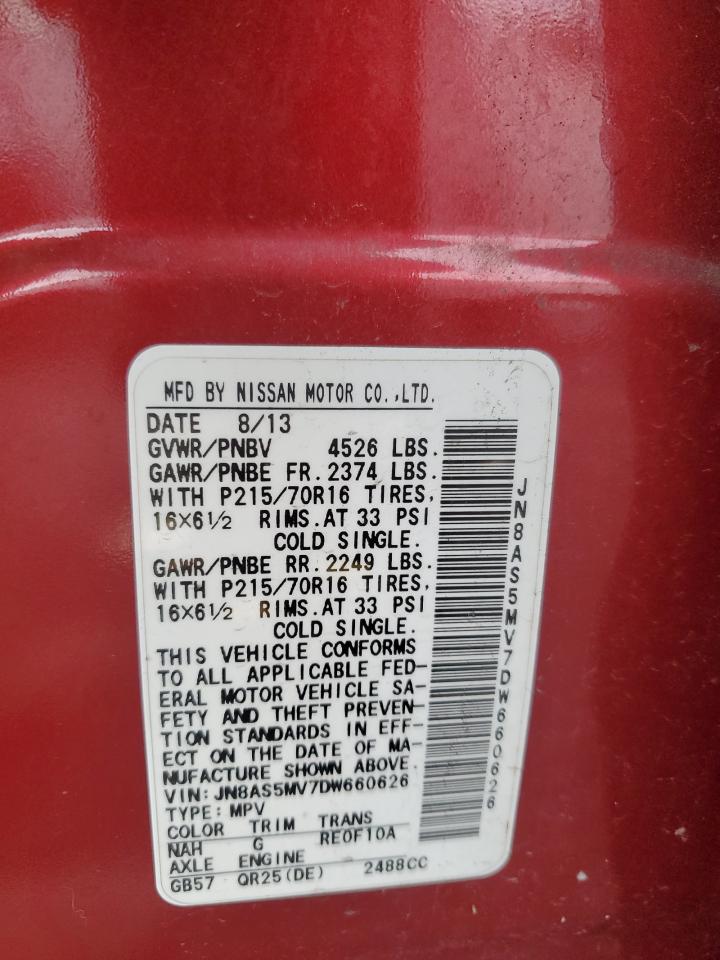 MFD BY NISSAN MOTOR CO.,LTD.
DATE 8/13
GVWR/PNBV 4526 LBS.
GAWR/PNBE FR. 2374 LBS.
WITH P215/70R16 TIRES,
16×6½ RIMS. AT 33 PSI
COLD SINGLE.
GAWR/PNBE RR. 2249 LBS.
WITH P215/70R16 TIRES,
16×6½ RIMS. AT 33 PSI
COLD SINGLE.
THIS VEHICLE CONFORMS
TO ALL APPLICABLE FED-
ERAL MOTOR VEHICLE SA-
FETY AND THEFT PREVEN-
TION STANDARDS IN EFF-
ECT ON THE DATE OF MA-
NUFACTURE SHOWN ABOVE.
VIN: JN8AS5MV7DW660626
TYPE: MPV
COLOR TRIM TRANS
NAH G RE0F10A
AXLE ENGINE
GB57 QR25(DE) 2488CC
JN8AS5MV7DW660626